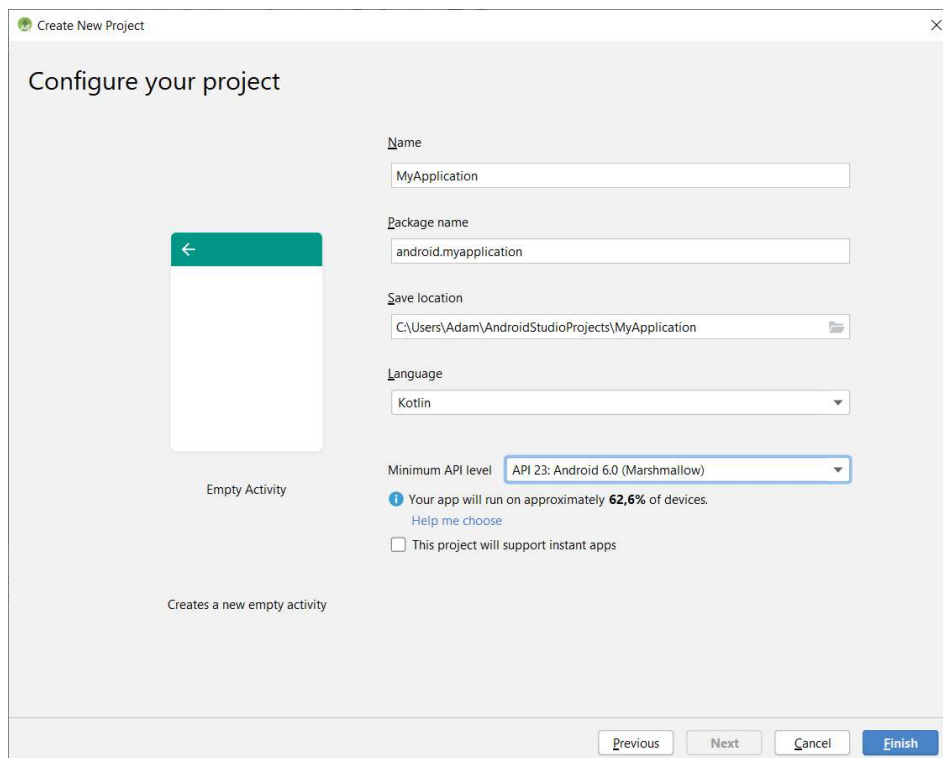 Create New Project
Configure your project
Name
MyApplication
Package name
android.myapplication
Save location
C:\Users\Adam\AndroidStudioProjects\MyApplication
Language
Kotlin
Minimum API level API 23: Android 6.0 (Marshmallow)
Your app will run on approximately 62,6% of devices.
Help me choose
This project will support instant apps
Empty Activity
Creates a new empty activity
Previous Next Cancel Finish